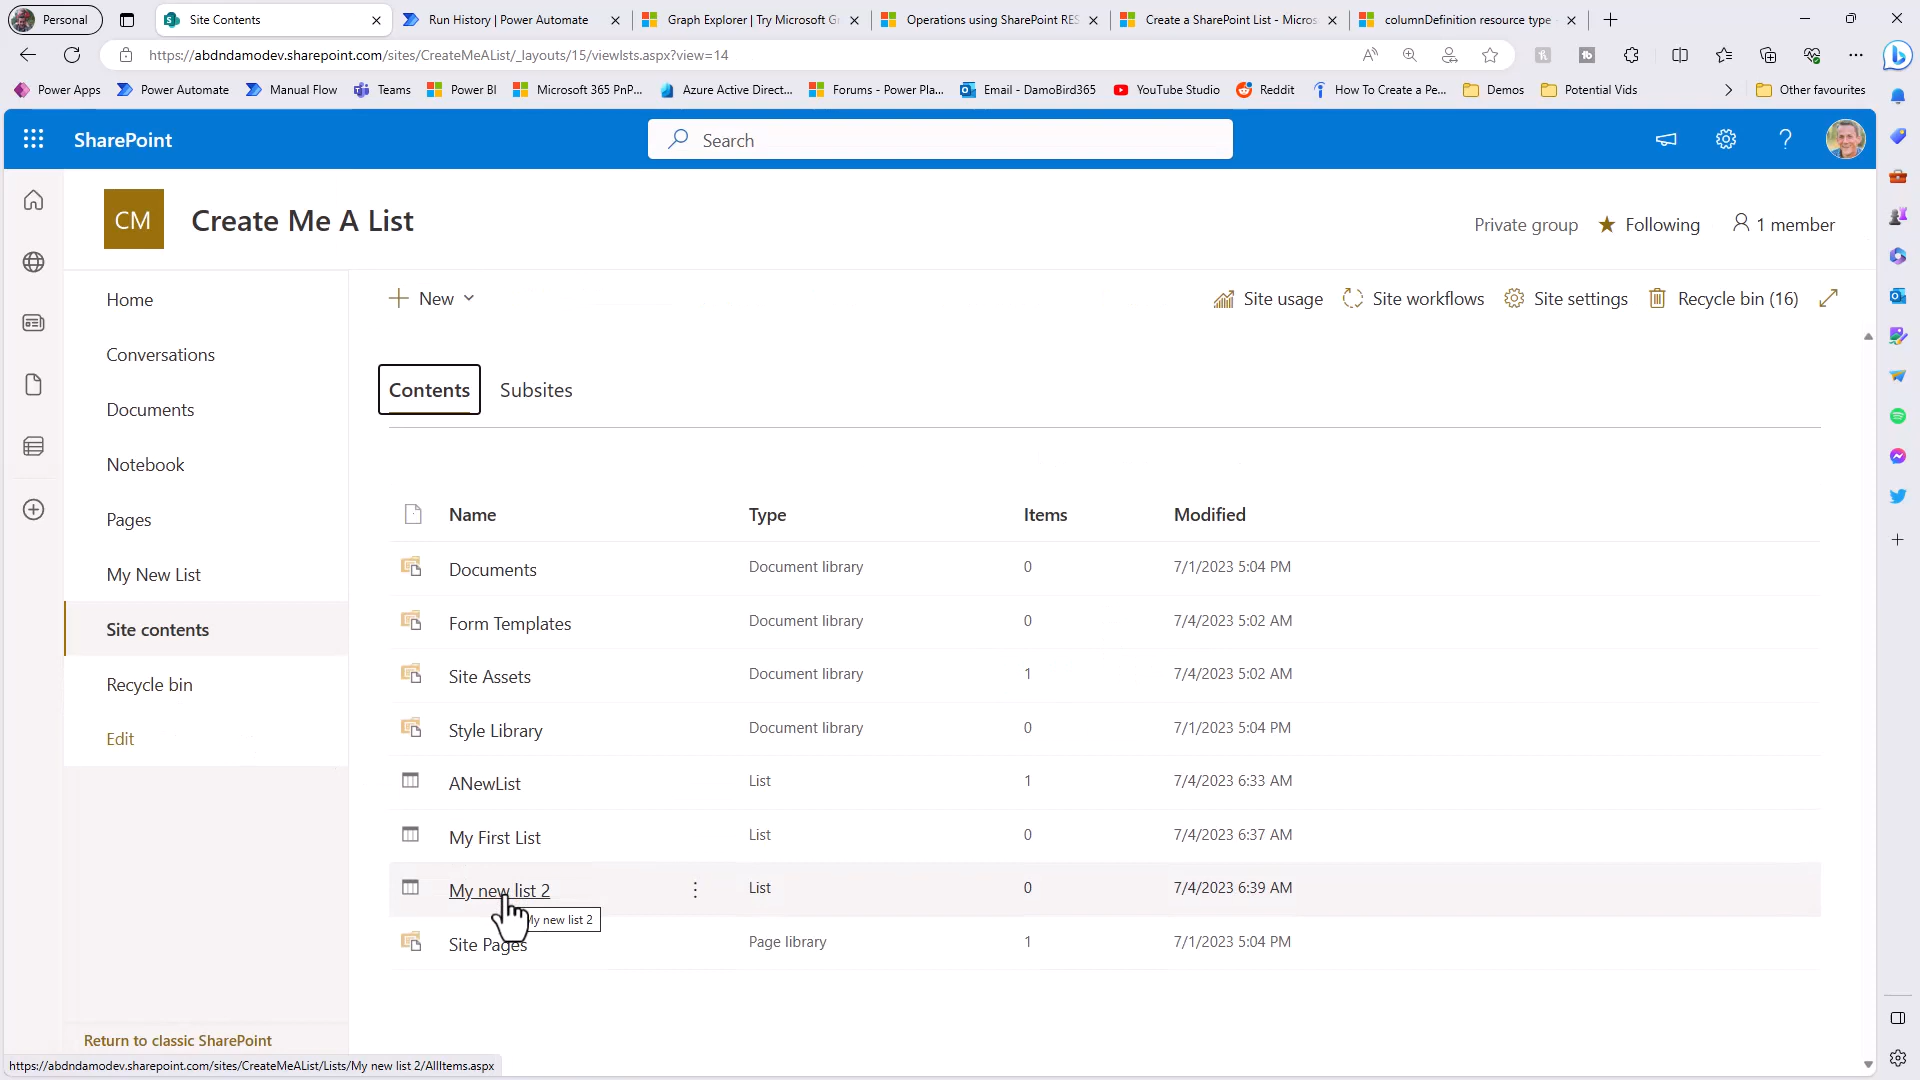 Personal
Site Contents
Run History | Power Automate
Graph Explorer | Try Microsoft Gr
Operations using SharePoint RES
Create a SharePoint List - Micros
columnDefinition resource type -
https://abdndamodev.sharepoint.com/sites/CreateMeAList/_layouts/15/viewlsts.aspx?view=14
Power Apps
Power Automate
Manual Flow
Teams
Power BI
Microsoft 365 PnP...
Azure Active Direct...
Forums - Power Pla...
Email - DamoBird365
YouTube Studio
Reddit
How To Create a Pe...
Demos
Potential Vids
Other favourites
SharePoint
Search
CM
Create Me A List
Private group
Following
1 member
Home
Conversations
Documents
Notebook
Pages
My New List
Site contents
Recycle bin
Edit
Return to classic SharePoint
New
Site usage
Site workflows
Site settings
Recycle bin (16)
Contents
Subsites
Name Type Items Modified
Documents Document library 0 7/1/2023 5:04 PM
Form Templates Document library 0 7/4/2023 5:02 AM
Site Assets Document library 1 7/4/2023 5:02 AM
Style Library Document library 0 7/1/2023 5:04 PM
ANewList List 1 7/4/2023 6:33 AM
My First List List 0 7/4/2023 6:37 AM
My new list 2 List 0 7/4/2023 6:39 AM
My new list 2
Site Pages Page library 1 7/1/2023 5:04 PM
https://abdndamodev.sharepoint.com/sites/CreateMeAList/Lists/My new list 2/AllItems.aspx